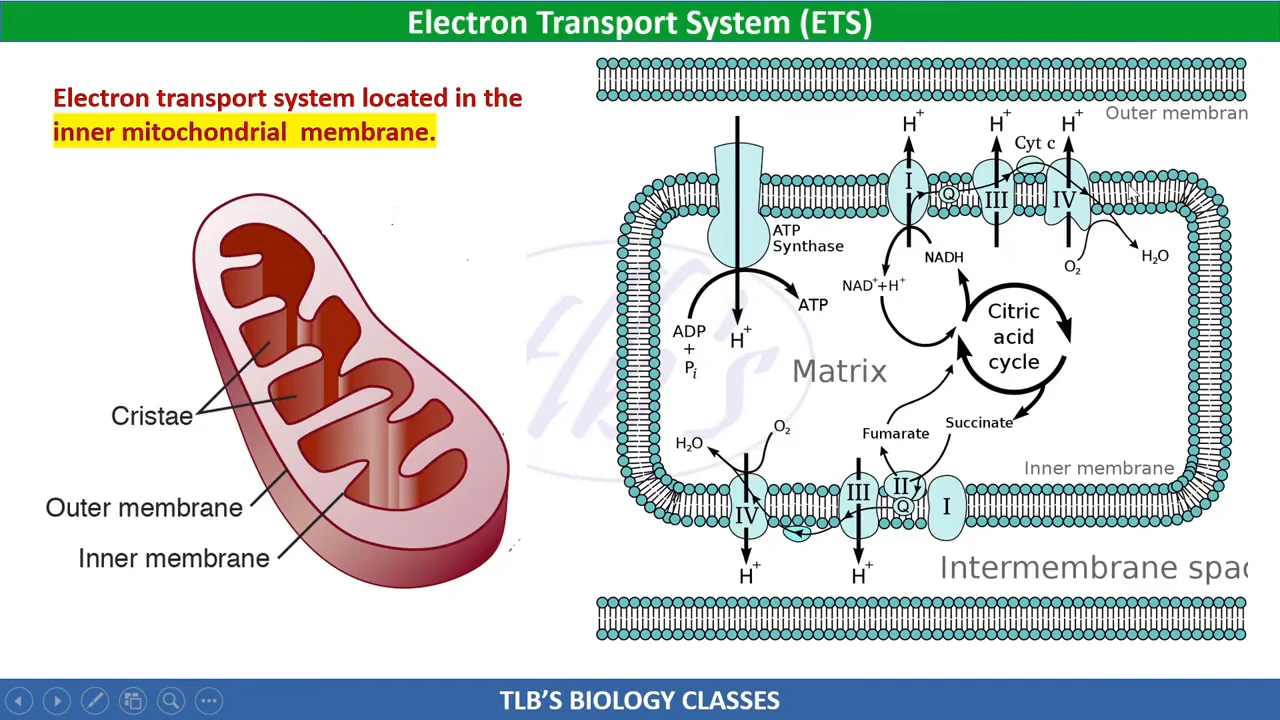 Electron Transport System (ETS)
Electron transport system located in the
inner mitochondrial membrane.
Cristae
Outer membrane
Inner membrane
Outer membran
H+
H+
H+
H+
Cyt c
I
Q
III
IV
ATP
Synthase
NADH
NAD++H+
O2
H2O
ADP
+
Pi
ATP
Citric
acid
cycle
Matrix
Succinate
Fumarate
O2
H2O
Inner membrane
IV
III
II
Q
I
H+
H+
Intermembrane spac
tlb's
TLB'S BIOLOGY CLASSES